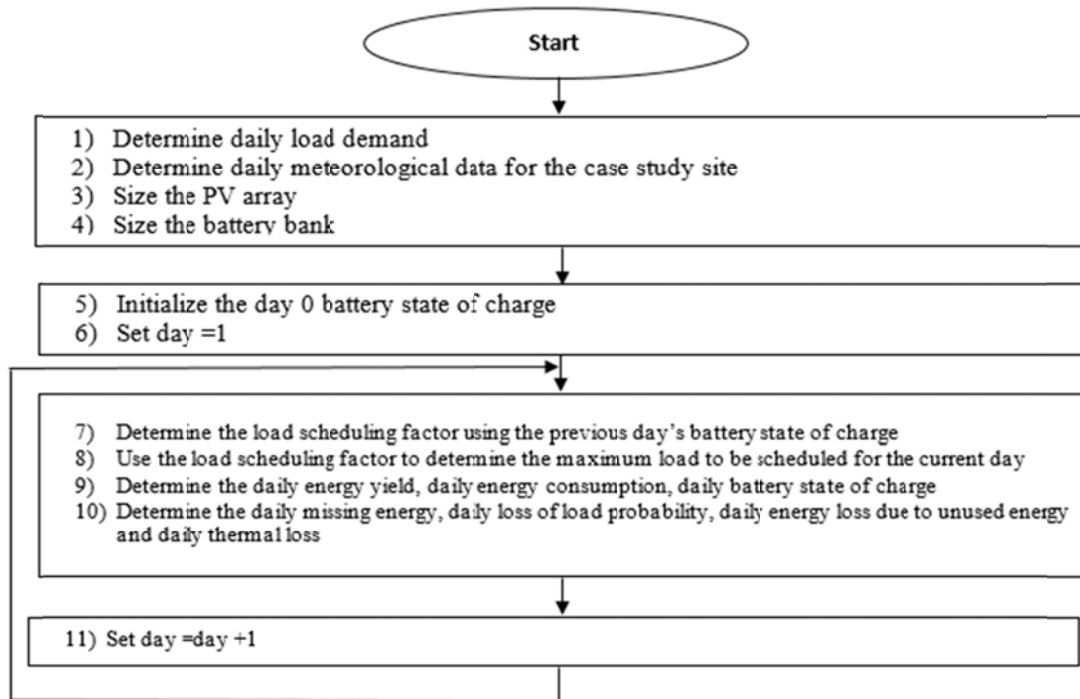 Start
1) Determine daily load demand
2) Determine daily meteorological data for the case study site
3) Size the PV array
4) Size the battery bank
5) Initialize the day 0 battery state of charge
6) Set day =1
7) Determine the load scheduling factor using the previous day's battery state of charge
8) Use the load scheduling factor to determine the maximum load to be scheduled for the current day
9) Determine the daily energy yield, daily energy consumption, daily battery state of charge
10) Determine the daily missing energy, daily loss of load probability, daily energy loss due to unused energy
and daily thermal loss
11) Set day =day +1